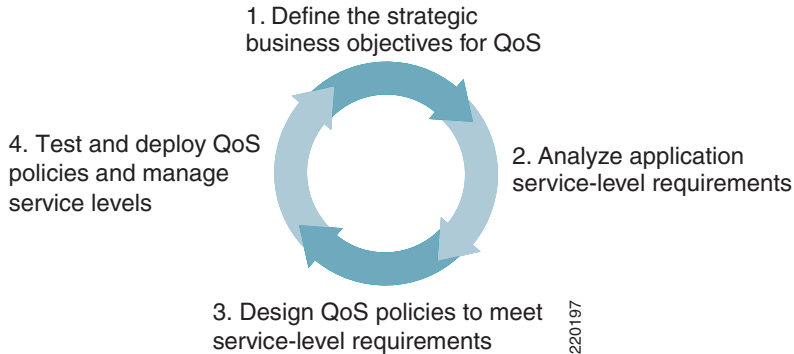 1. Define the strategic
business objectives for QoS
2. Analyze application
service-level requirements
3. Design QoS policies to meet
service-level requirements
4. Test and deploy QoS
policies and manage
service levels
220197